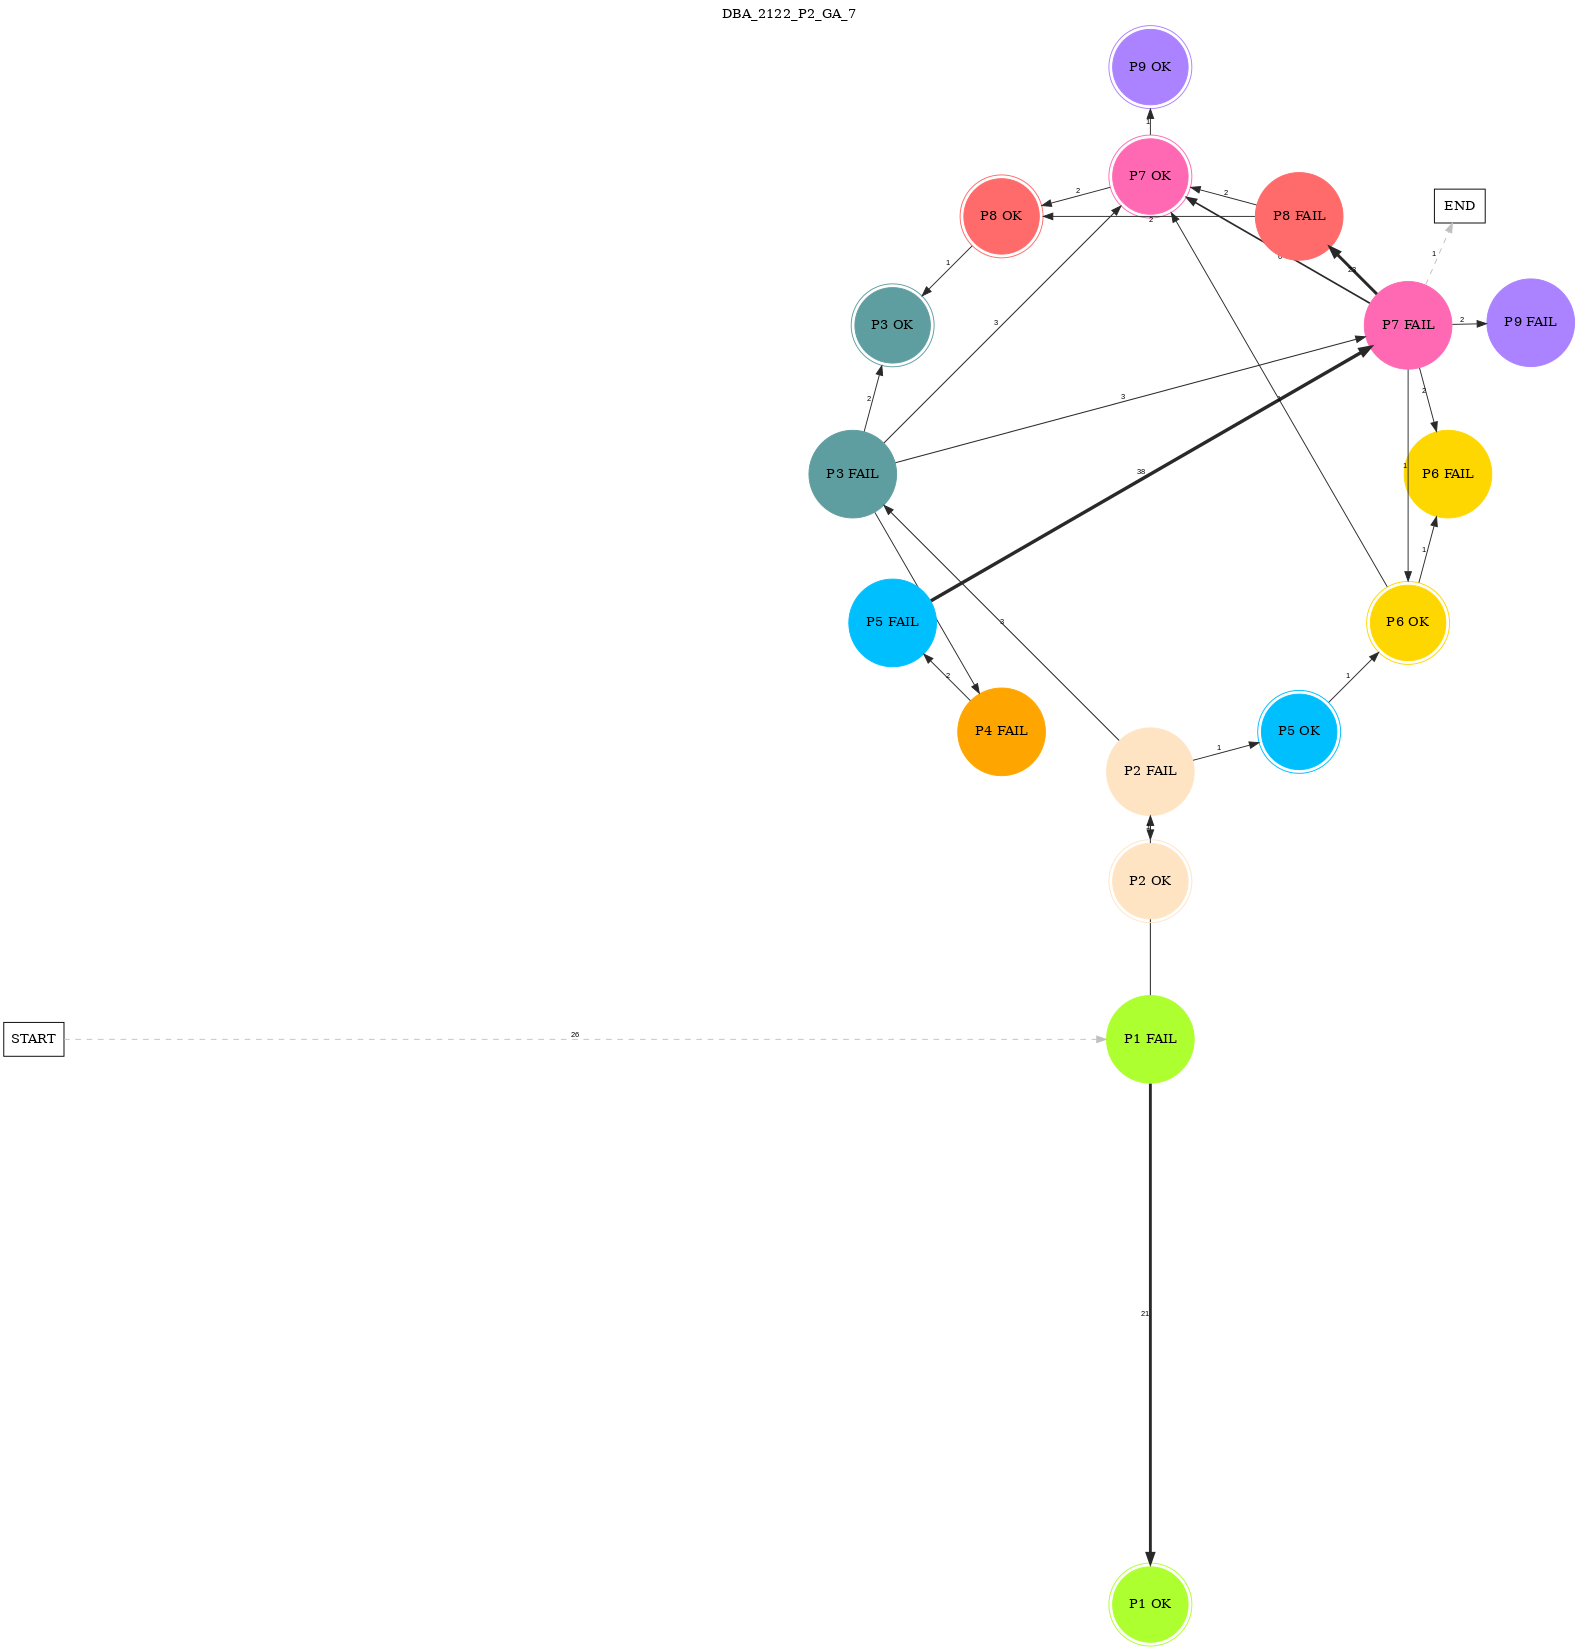 DBA_2122_P2_GA_7
P9 OK
1
P7 OK
P8 OK
2
2
P8 FAIL
2
END
1
P3 OK
1
3
P7 FAIL
2
P9 FAIL
2
3
2
P3 FAIL
38
1
P6 FAIL
1
P5 FAIL
3
P6 OK
2
1
P4 FAIL
P2 FAIL
1
P5 OK
P2 OK
START
26
P1 FAIL
21
P1 OK